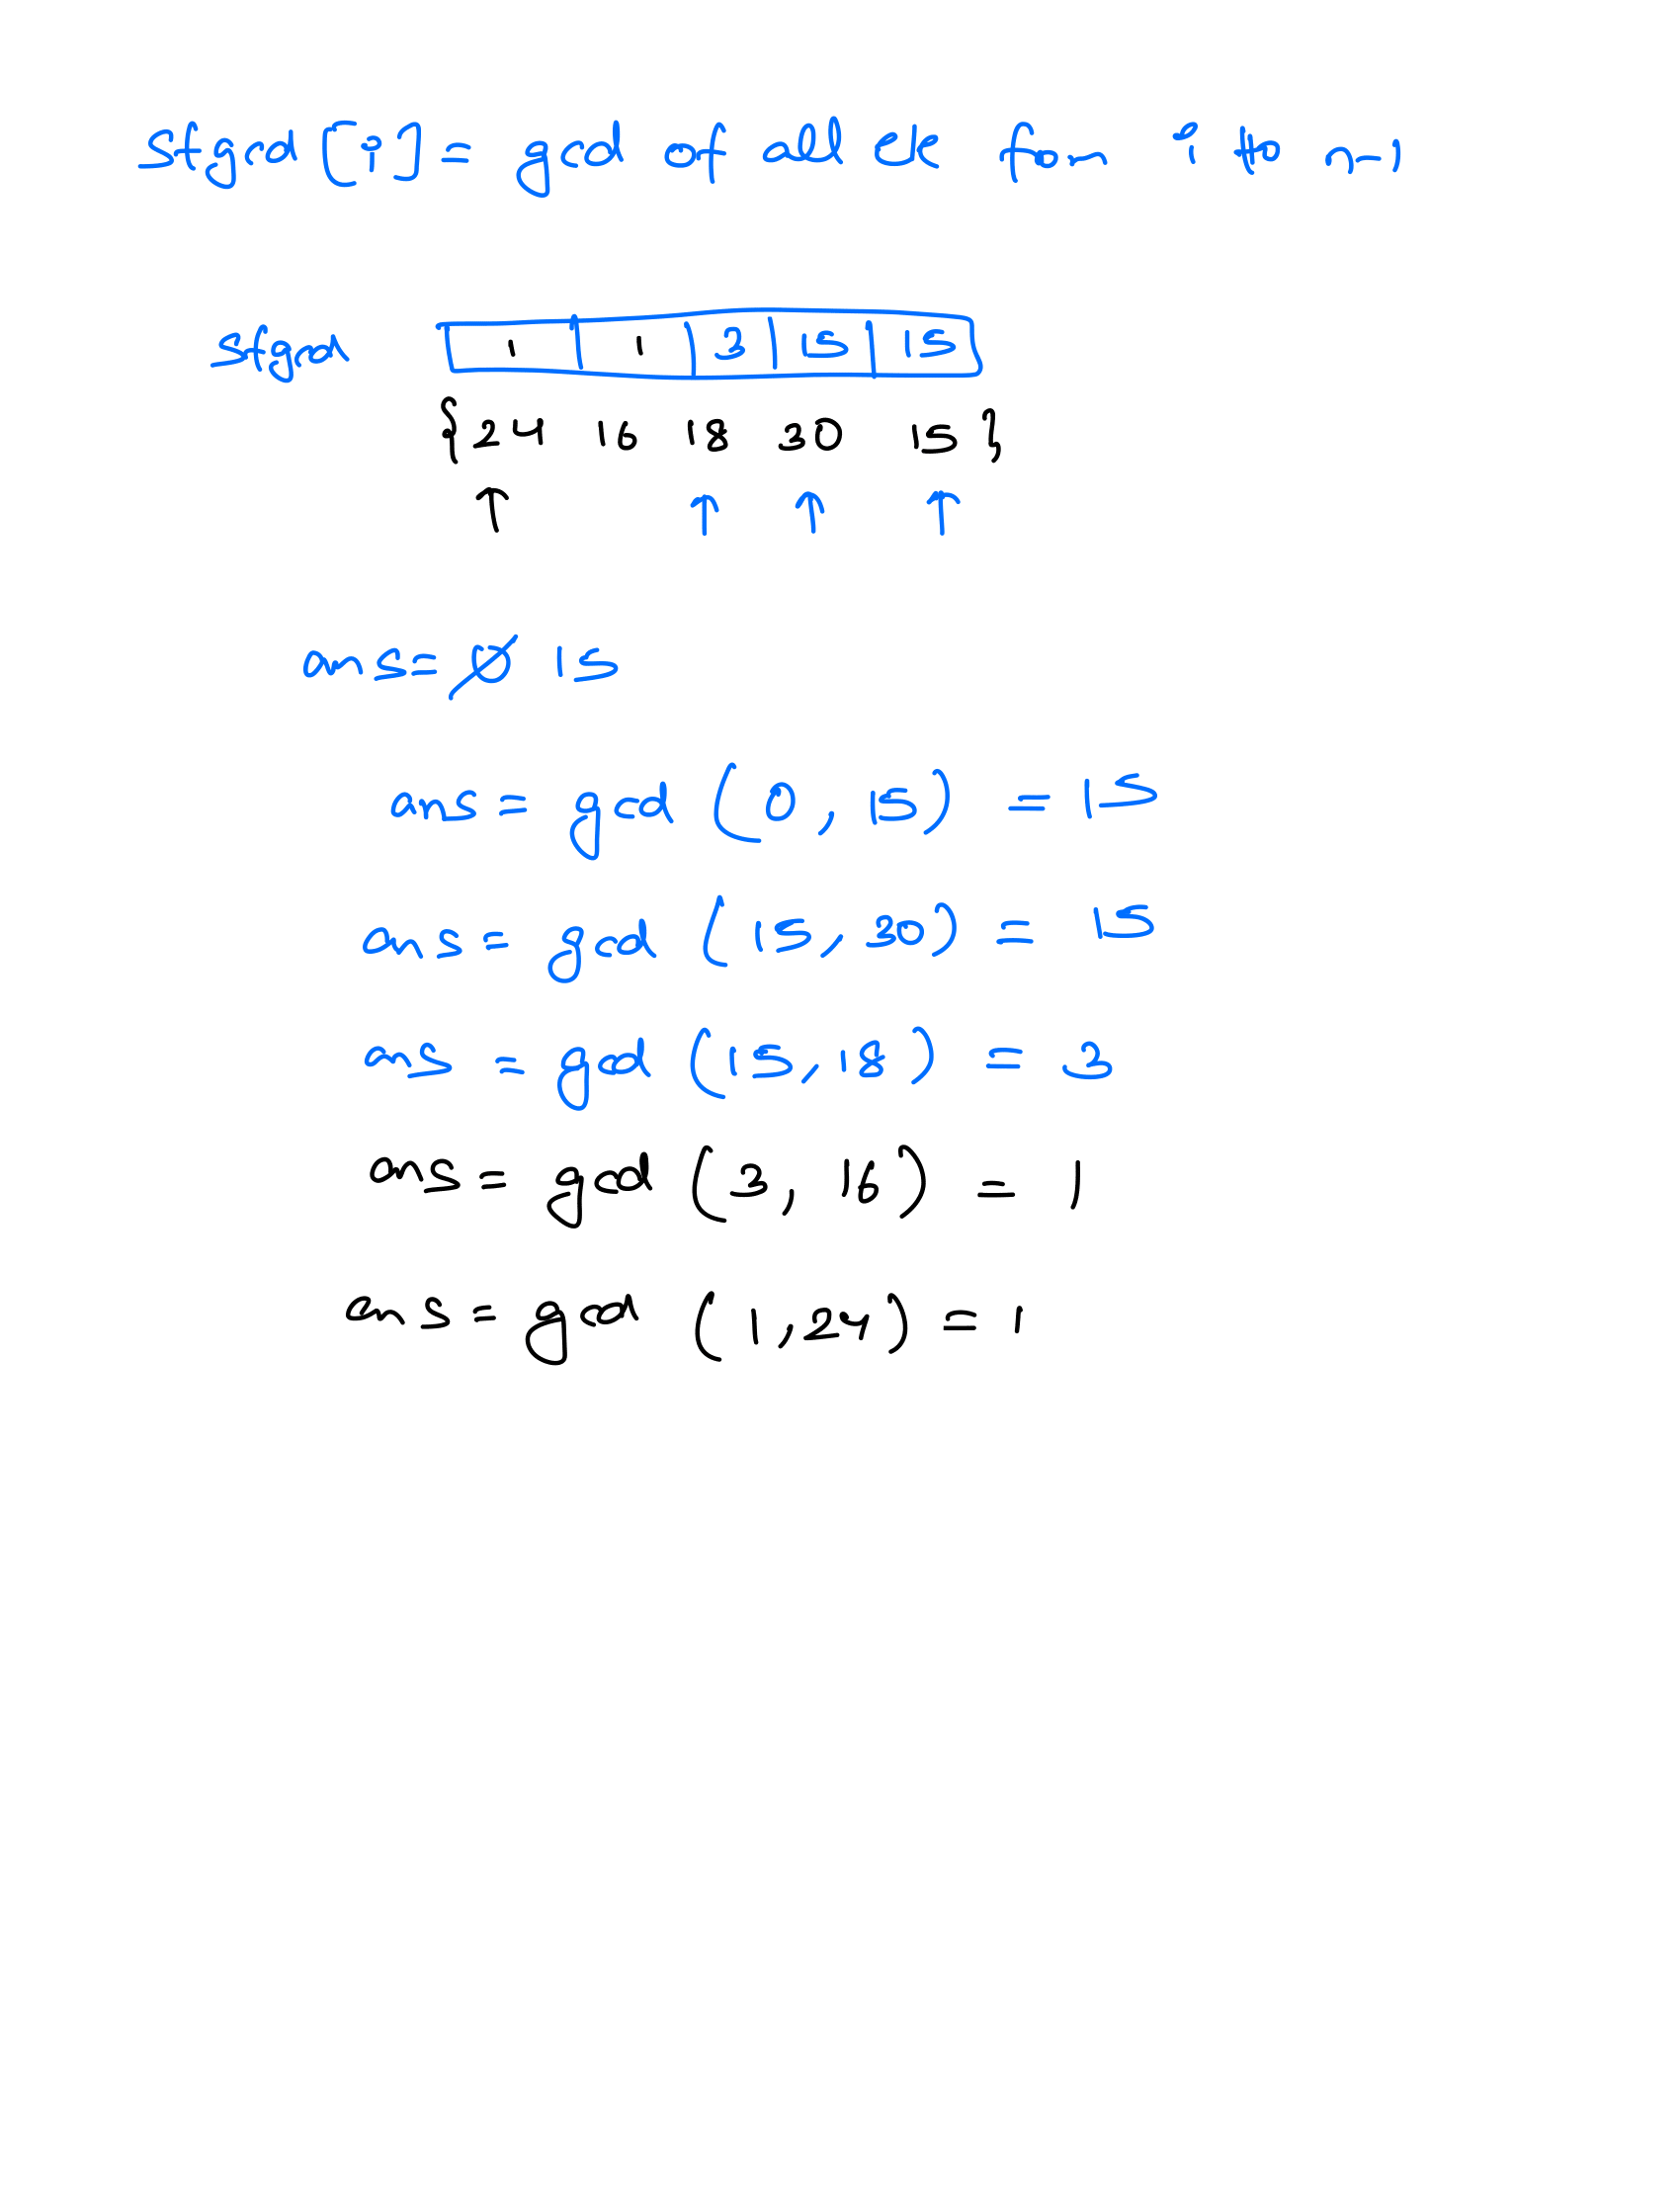 Sfgcd [i] = gcd of all ele from i to n-1
Sfgcd 1 1 3 15 15
{ 24 16 18 30 15 }
↑ ↑ ↑ ↑
ans = 0 15
ans = gcd ( 0 , 15 ) = 15
ans = gcd ( 15 , 30 ) = 15
ans = gcd ( 15 , 18 ) = 3
ans = gcd ( 3 , 16 ) = 1
ans = gcd ( 1 , 24 ) = 1